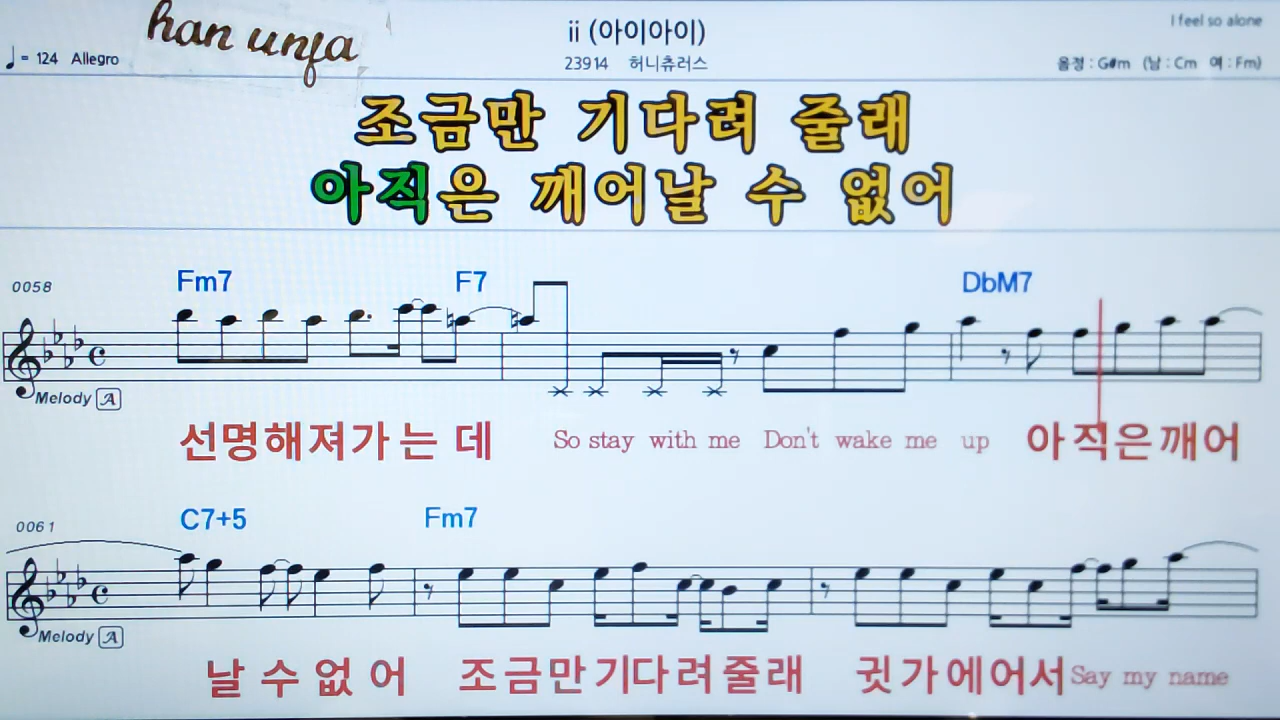 han unja
ii (아이아이)
I feel so alone
♩ = 124 Allegro
23914 허니츄러스
음정 : G#m (남 : Cm 여 : Fm)
조금만 기다려 줄래
아직은 깨어날 수 없어
0058
Fm7 F7 DbM7
Melody A
선명해져가는 데 So stay with me Don't wake me up 아직은깨어
0061
C7+5 Fm7
Melody A
날 수 없 어 조금만기다려줄래 귓가에어서 Say my name